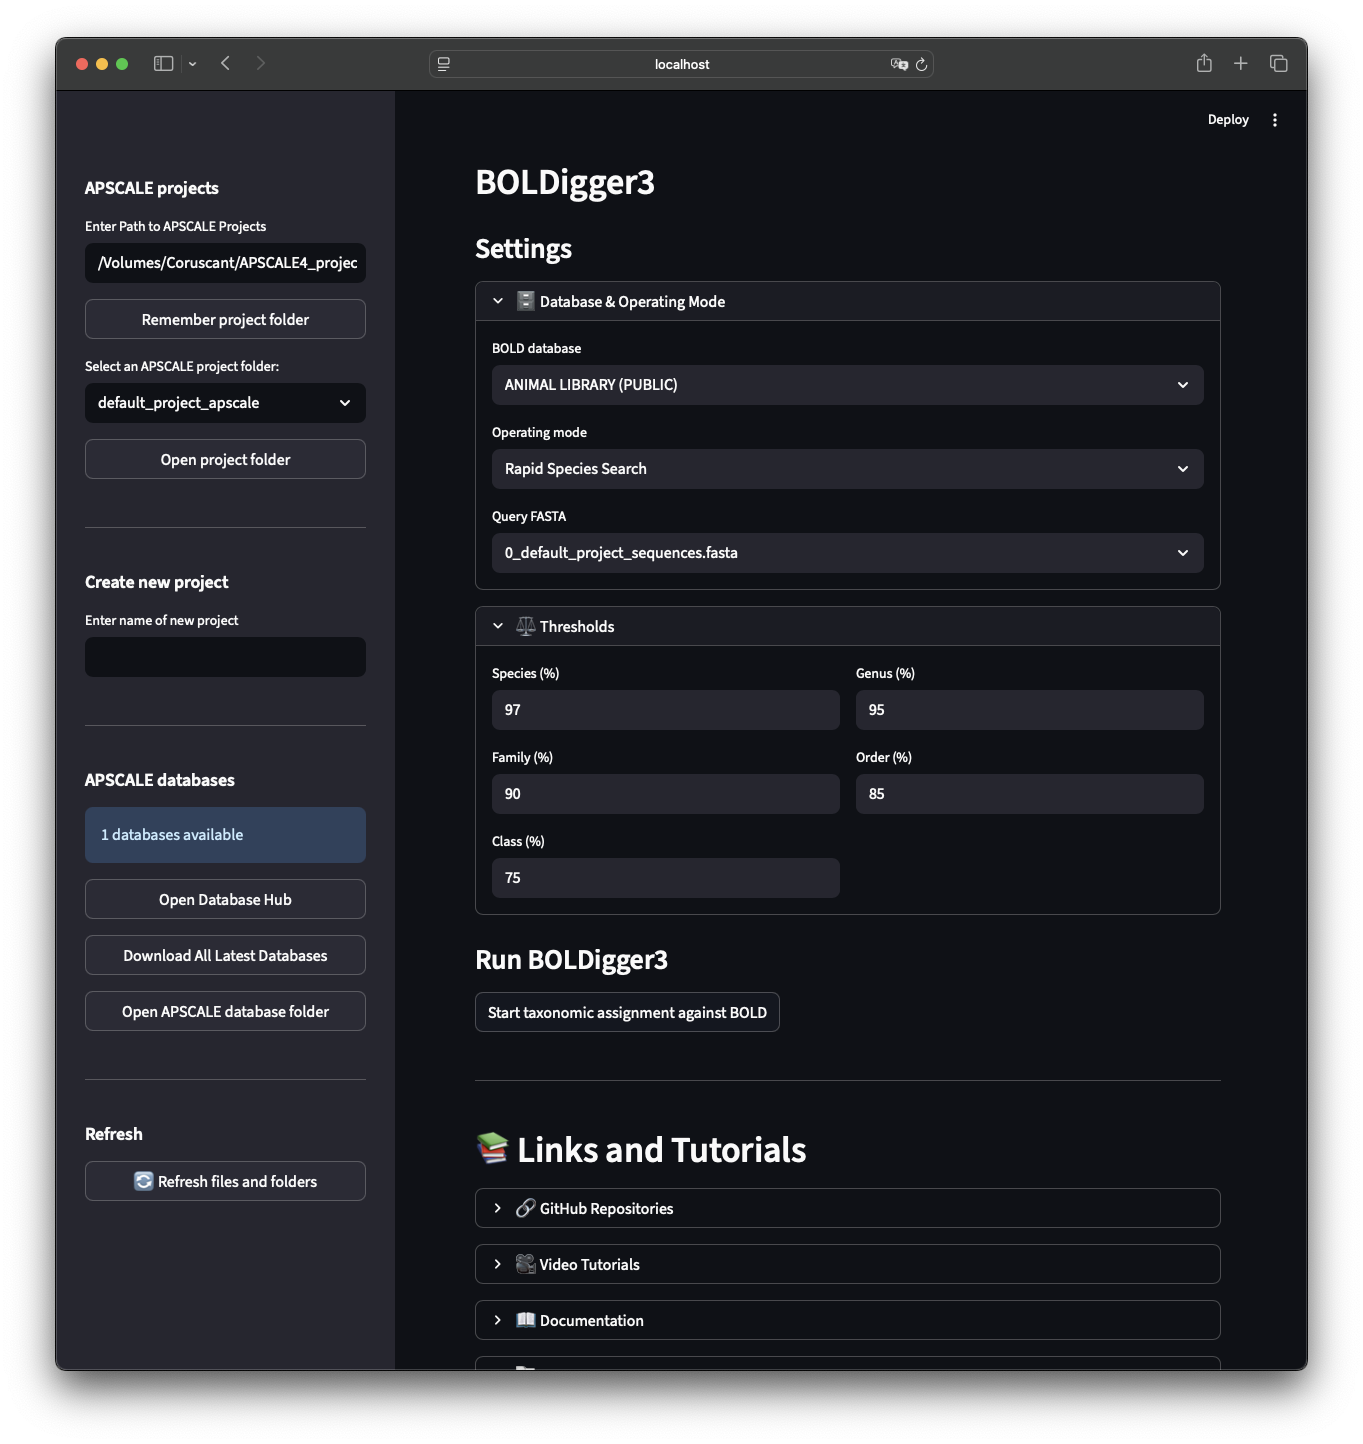 localhost
Deploy
APSCALE projects
Enter Path to APSCALE Projects
/Volumes/Coruscant/APSCALE4_projec
Remember project folder
Select an APSCALE project folder:
default_project_apscale
Open project folder
Create new project
Enter name of new project
APSCALE databases
1 databases available
Open Database Hub
Download All Latest Databases
Open APSCALE database folder
Refresh
Refresh files and folders
BOLDigger3
Settings
Database & Operating Mode
BOLD database
ANIMAL LIBRARY (PUBLIC)
Operating mode
Rapid Species Search
Query FASTA
0_default_project_sequences.fasta
Thresholds
Species (%)
97
Genus (%)
95
Family (%)
90
Order (%)
85
Class (%)
75
Run BOLDigger3
Start taxonomic assignment against BOLD
Links and Tutorials
GitHub Repositories
Video Tutorials
Documentation